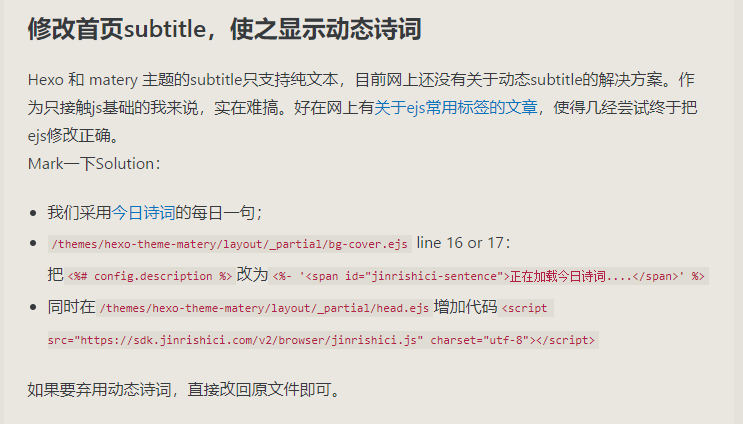 修改首页subtitle，使之显示动态诗词
Hexo 和 matery 主题的subtitle只支持纯文本，目前网上还没有关于动态subtitle的解决方案。作
为只接触js基础的我来说，实在难搞。好在网上有关于ejs常用标签的文章，使得几经尝试终于把
ejs修改正确。
Mark一下Solution：
我们采用今日诗词的每日一句；
/themes/hexo-theme-matery/layout/_partial/bg-cover.ejs line 16 or 17：
把 <%# config.description %> 改为 <%- '<span id="jinrishici-sentence">正在加载今日诗词....</span>' %>
同时在 /themes/hexo-theme-matery/layout/_partial/head.ejs 增加代码 <script
src="https://sdk.jinrishici.com/v2/browser/jinrishici.js" charset="utf-8"></script>
如果要弃用动态诗词，直接改回原文件即可。